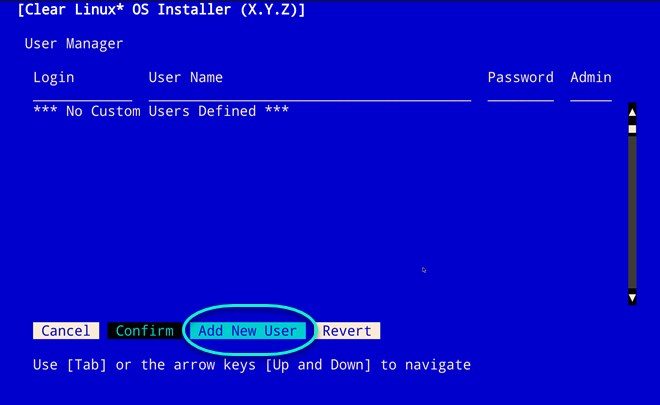 [Clear Linux* OS Installer (X.Y.Z)]
User Manager
Login User Name Password Admin
*** No Custom Users Defined ***
Cancel Confirm Add New User Revert
Use [Tab] or the arrow keys [Up and Down] to navigate